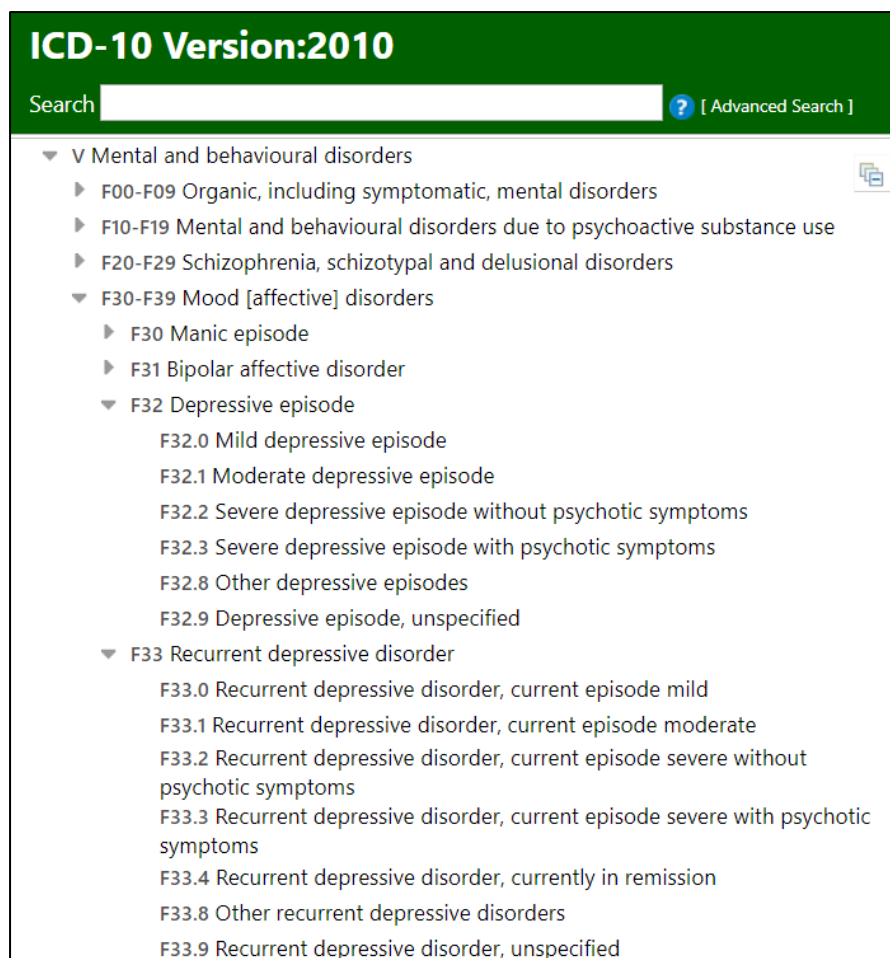 ICD-10 Version:2010
Search ? [ Advanced Search ]
V Mental and behavioural disorders
F00-F09 Organic, including symptomatic, mental disorders
F10-F19 Mental and behavioural disorders due to psychoactive substance use
F20-F29 Schizophrenia, schizotypal and delusional disorders
F30-F39 Mood [affective] disorders
F30 Manic episode
F31 Bipolar affective disorder
F32 Depressive episode
F32.0 Mild depressive episode
F32.1 Moderate depressive episode
F32.2 Severe depressive episode without psychotic symptoms
F32.3 Severe depressive episode with psychotic symptoms
F32.8 Other depressive episodes
F32.9 Depressive episode, unspecified
F33 Recurrent depressive disorder
F33.0 Recurrent depressive disorder, current episode mild
F33.1 Recurrent depressive disorder, current episode moderate
F33.2 Recurrent depressive disorder, current episode severe without
psychotic symptoms
F33.3 Recurrent depressive disorder, current episode severe with psychotic
symptoms
F33.4 Recurrent depressive disorder, currently in remission
F33.8 Other recurrent depressive disorders
F33.9 Recurrent depressive disorder, unspecified